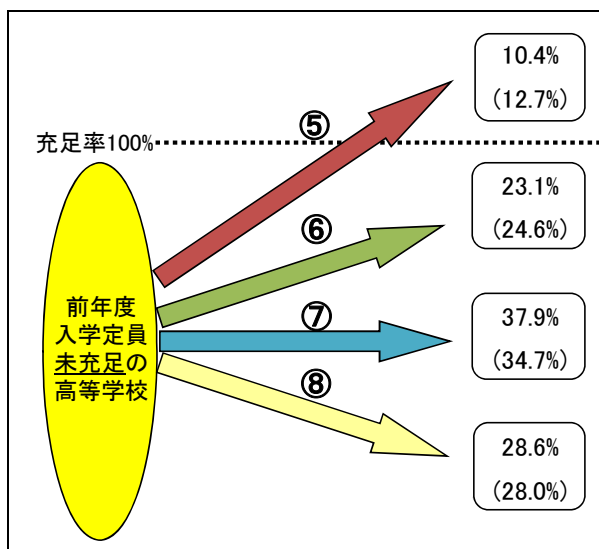 10.4%
(12.7%)
⑤
充足率100%
23.1%
(24.6%)
⑥
前年度
入学定員
未充足の
高等学校
⑦
37.9%
(34.7%)
⑧
28.6%
(28.0%)